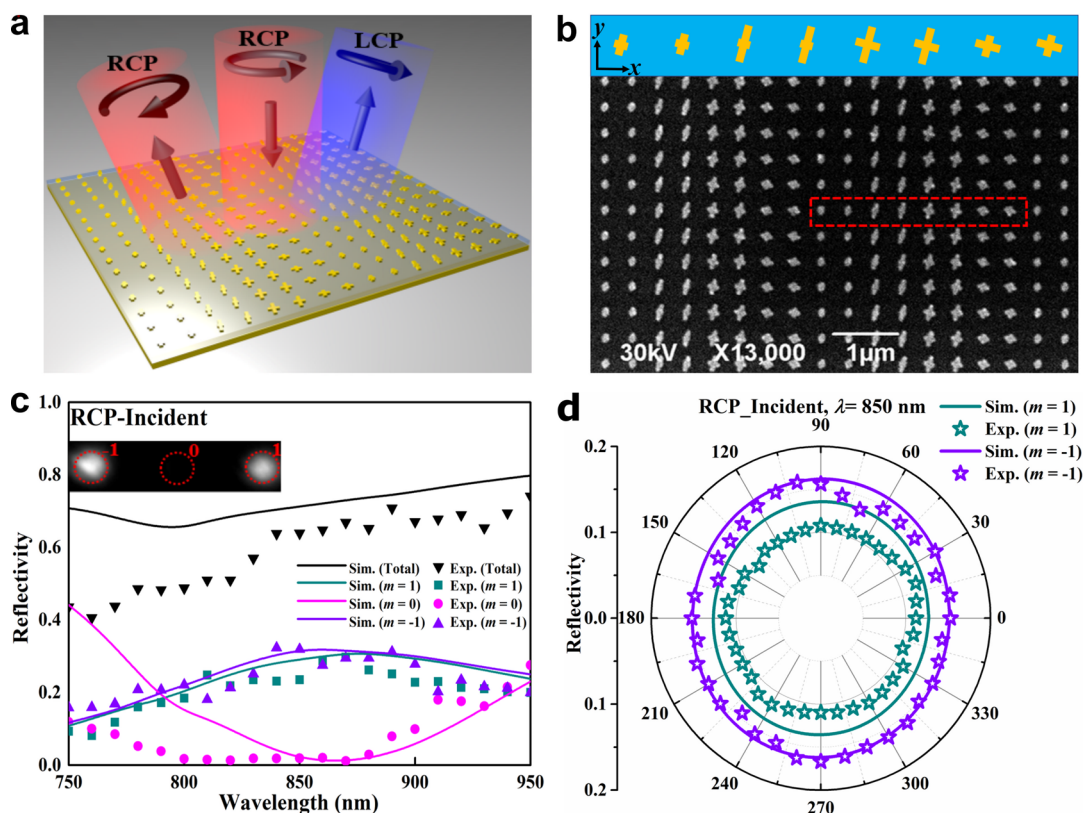 a
RCP
RCP
LCP
b
y
x
30kV X13,000 1μm
c
RCP-Incident
-1 0 1
Sim. (Total) Exp. (Total)
Sim. (m = 1) Exp. (m = 1)
Sim. (m = 0) Exp. (m = 0)
Sim. (m = -1) Exp. (m = -1)
1.0
0.8
0.6
0.4
0.2
0.0
Reflectivity
750 800 850 900 950
Wavelength (nm)
d
RCP_Incident, λ= 850 nm
Sim. (m = 1)
Exp. (m = 1)
Sim. (m = -1)
Exp. (m = -1)
0.2
0.1
0.0
0.1
0.2
Reflectivity
90
120 60
150 30
180 0
210 330
240 300
270